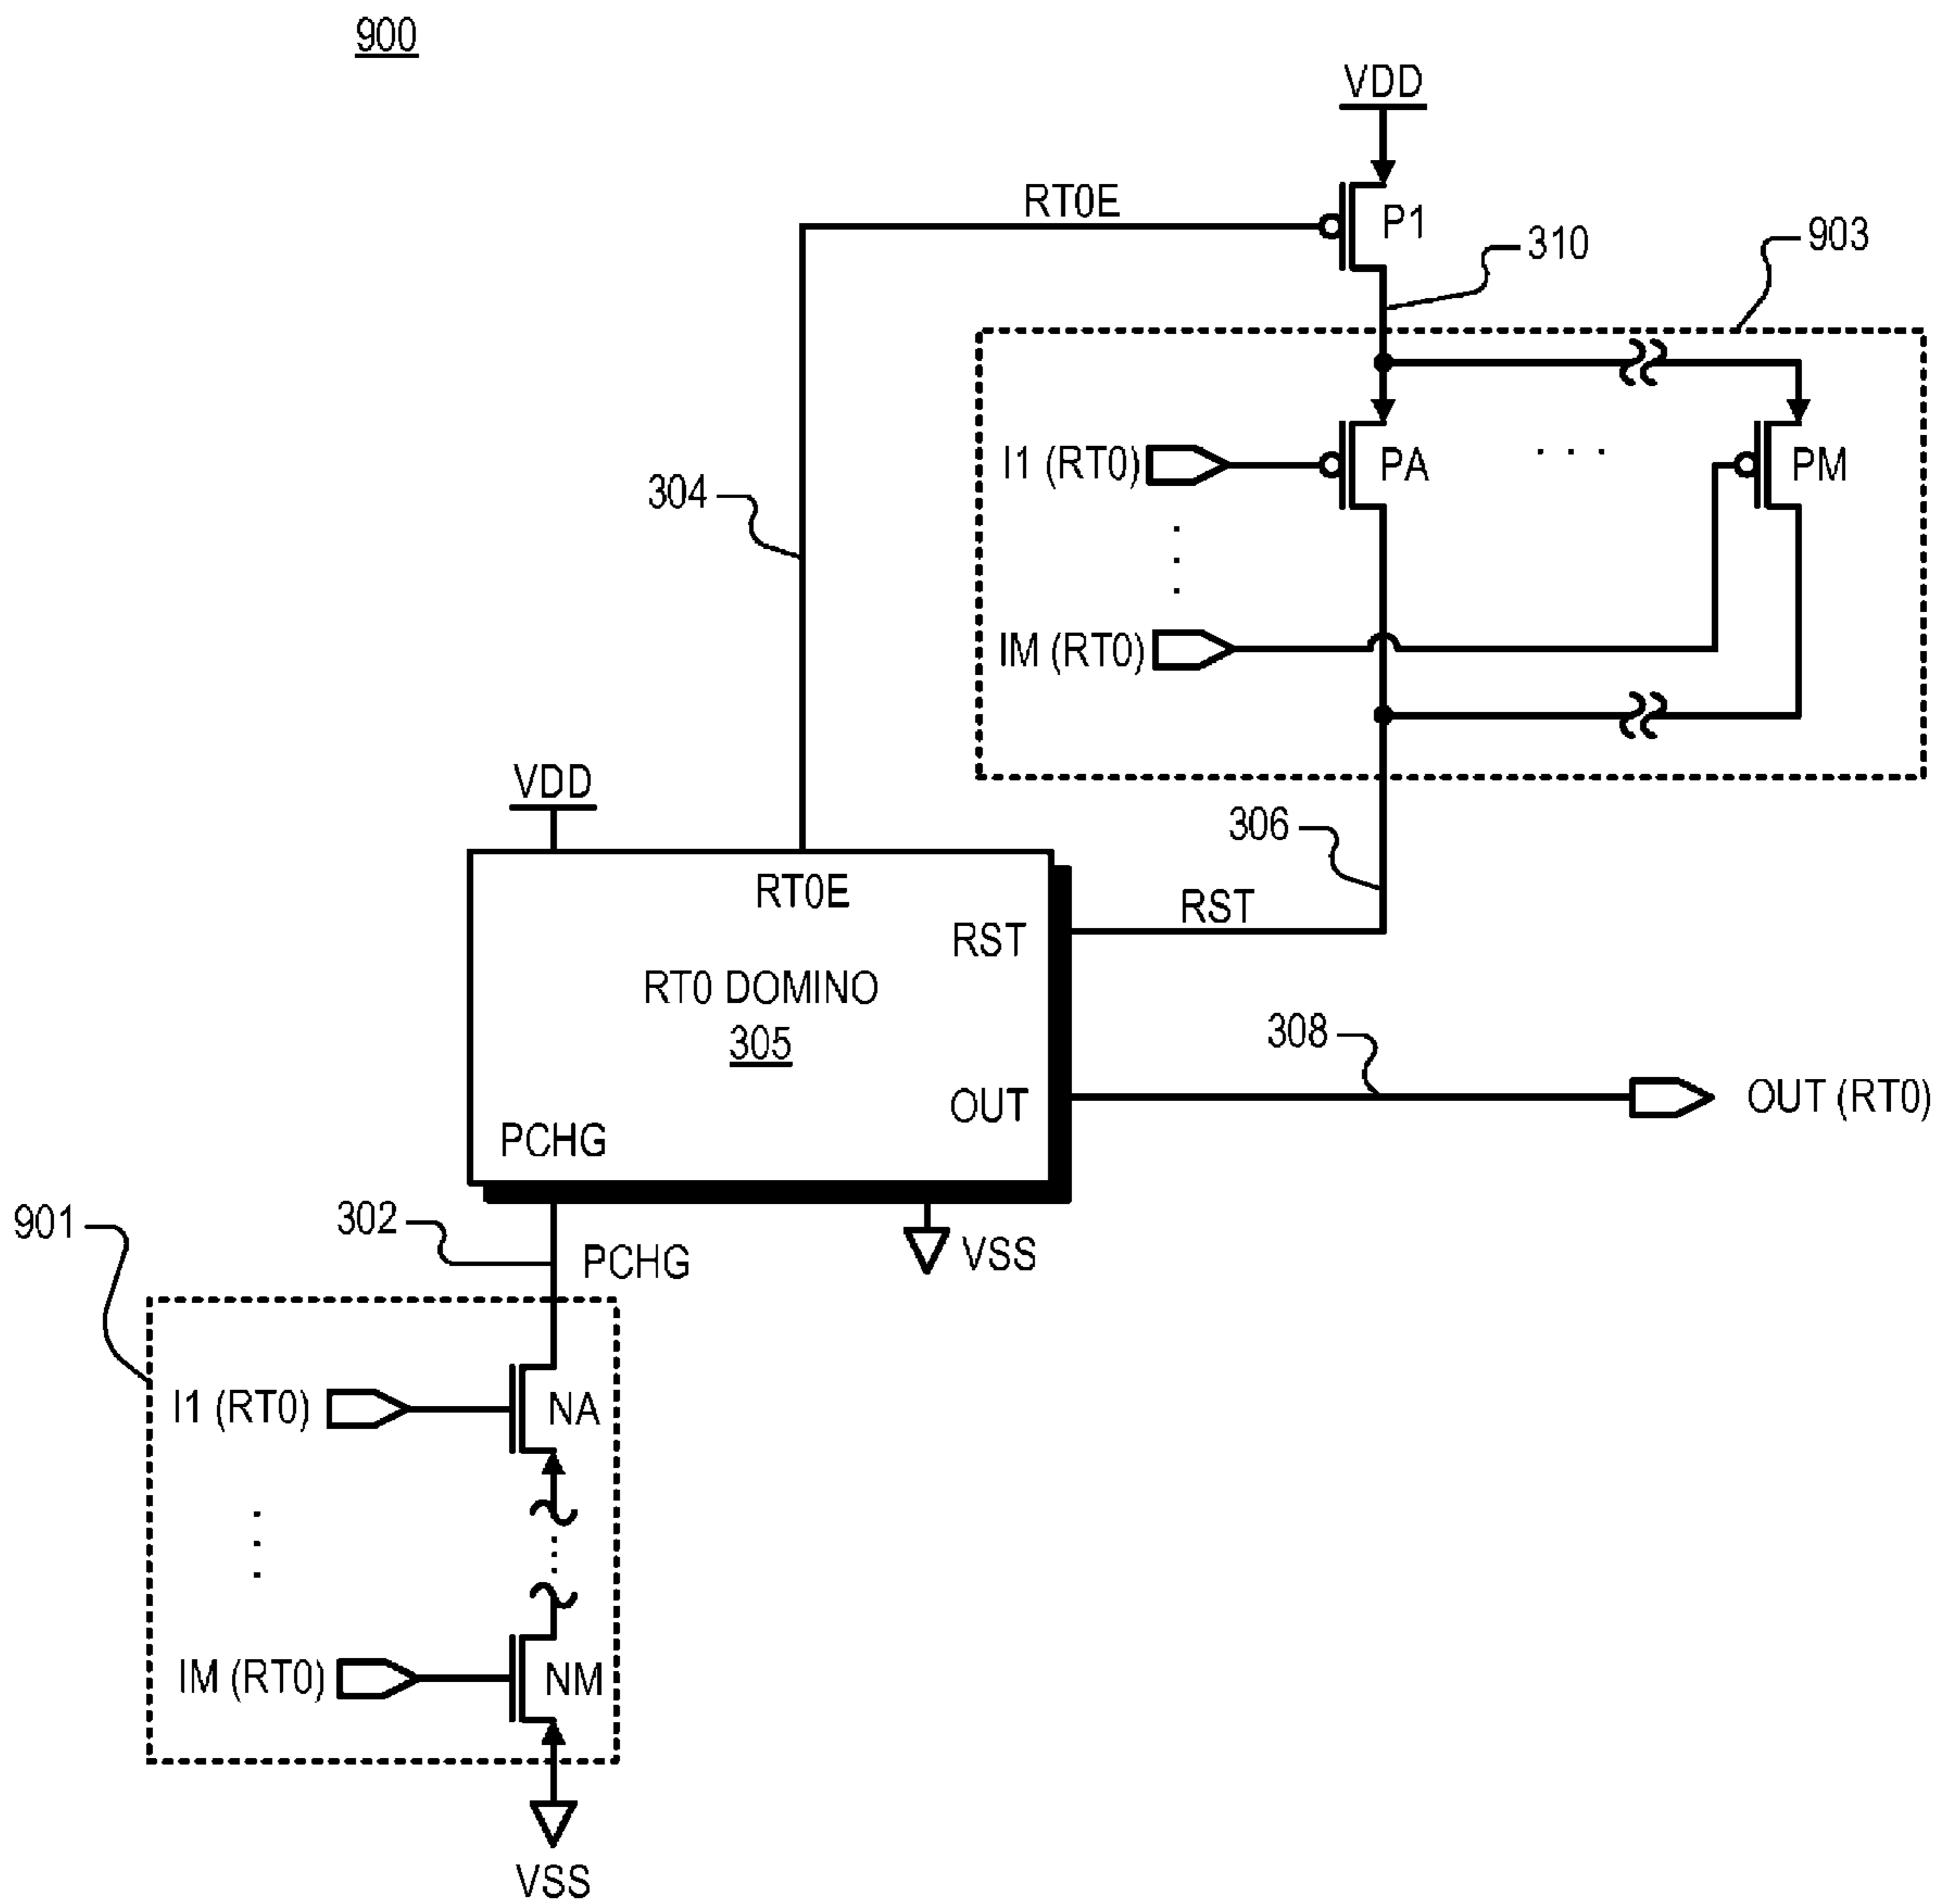 900
VDD
RT0E
P1
310
903
I1 (RT0)
PA
. . .
PM
304
IM (RT0)
VDD
306
RT0E
RST
RST
RT0 DOMINO
305
308
OUT
OUT (RT0)
PCHG
901
302
PCHG
VSS
I1 (RT0)
NA
IM (RT0)
NM
VSS